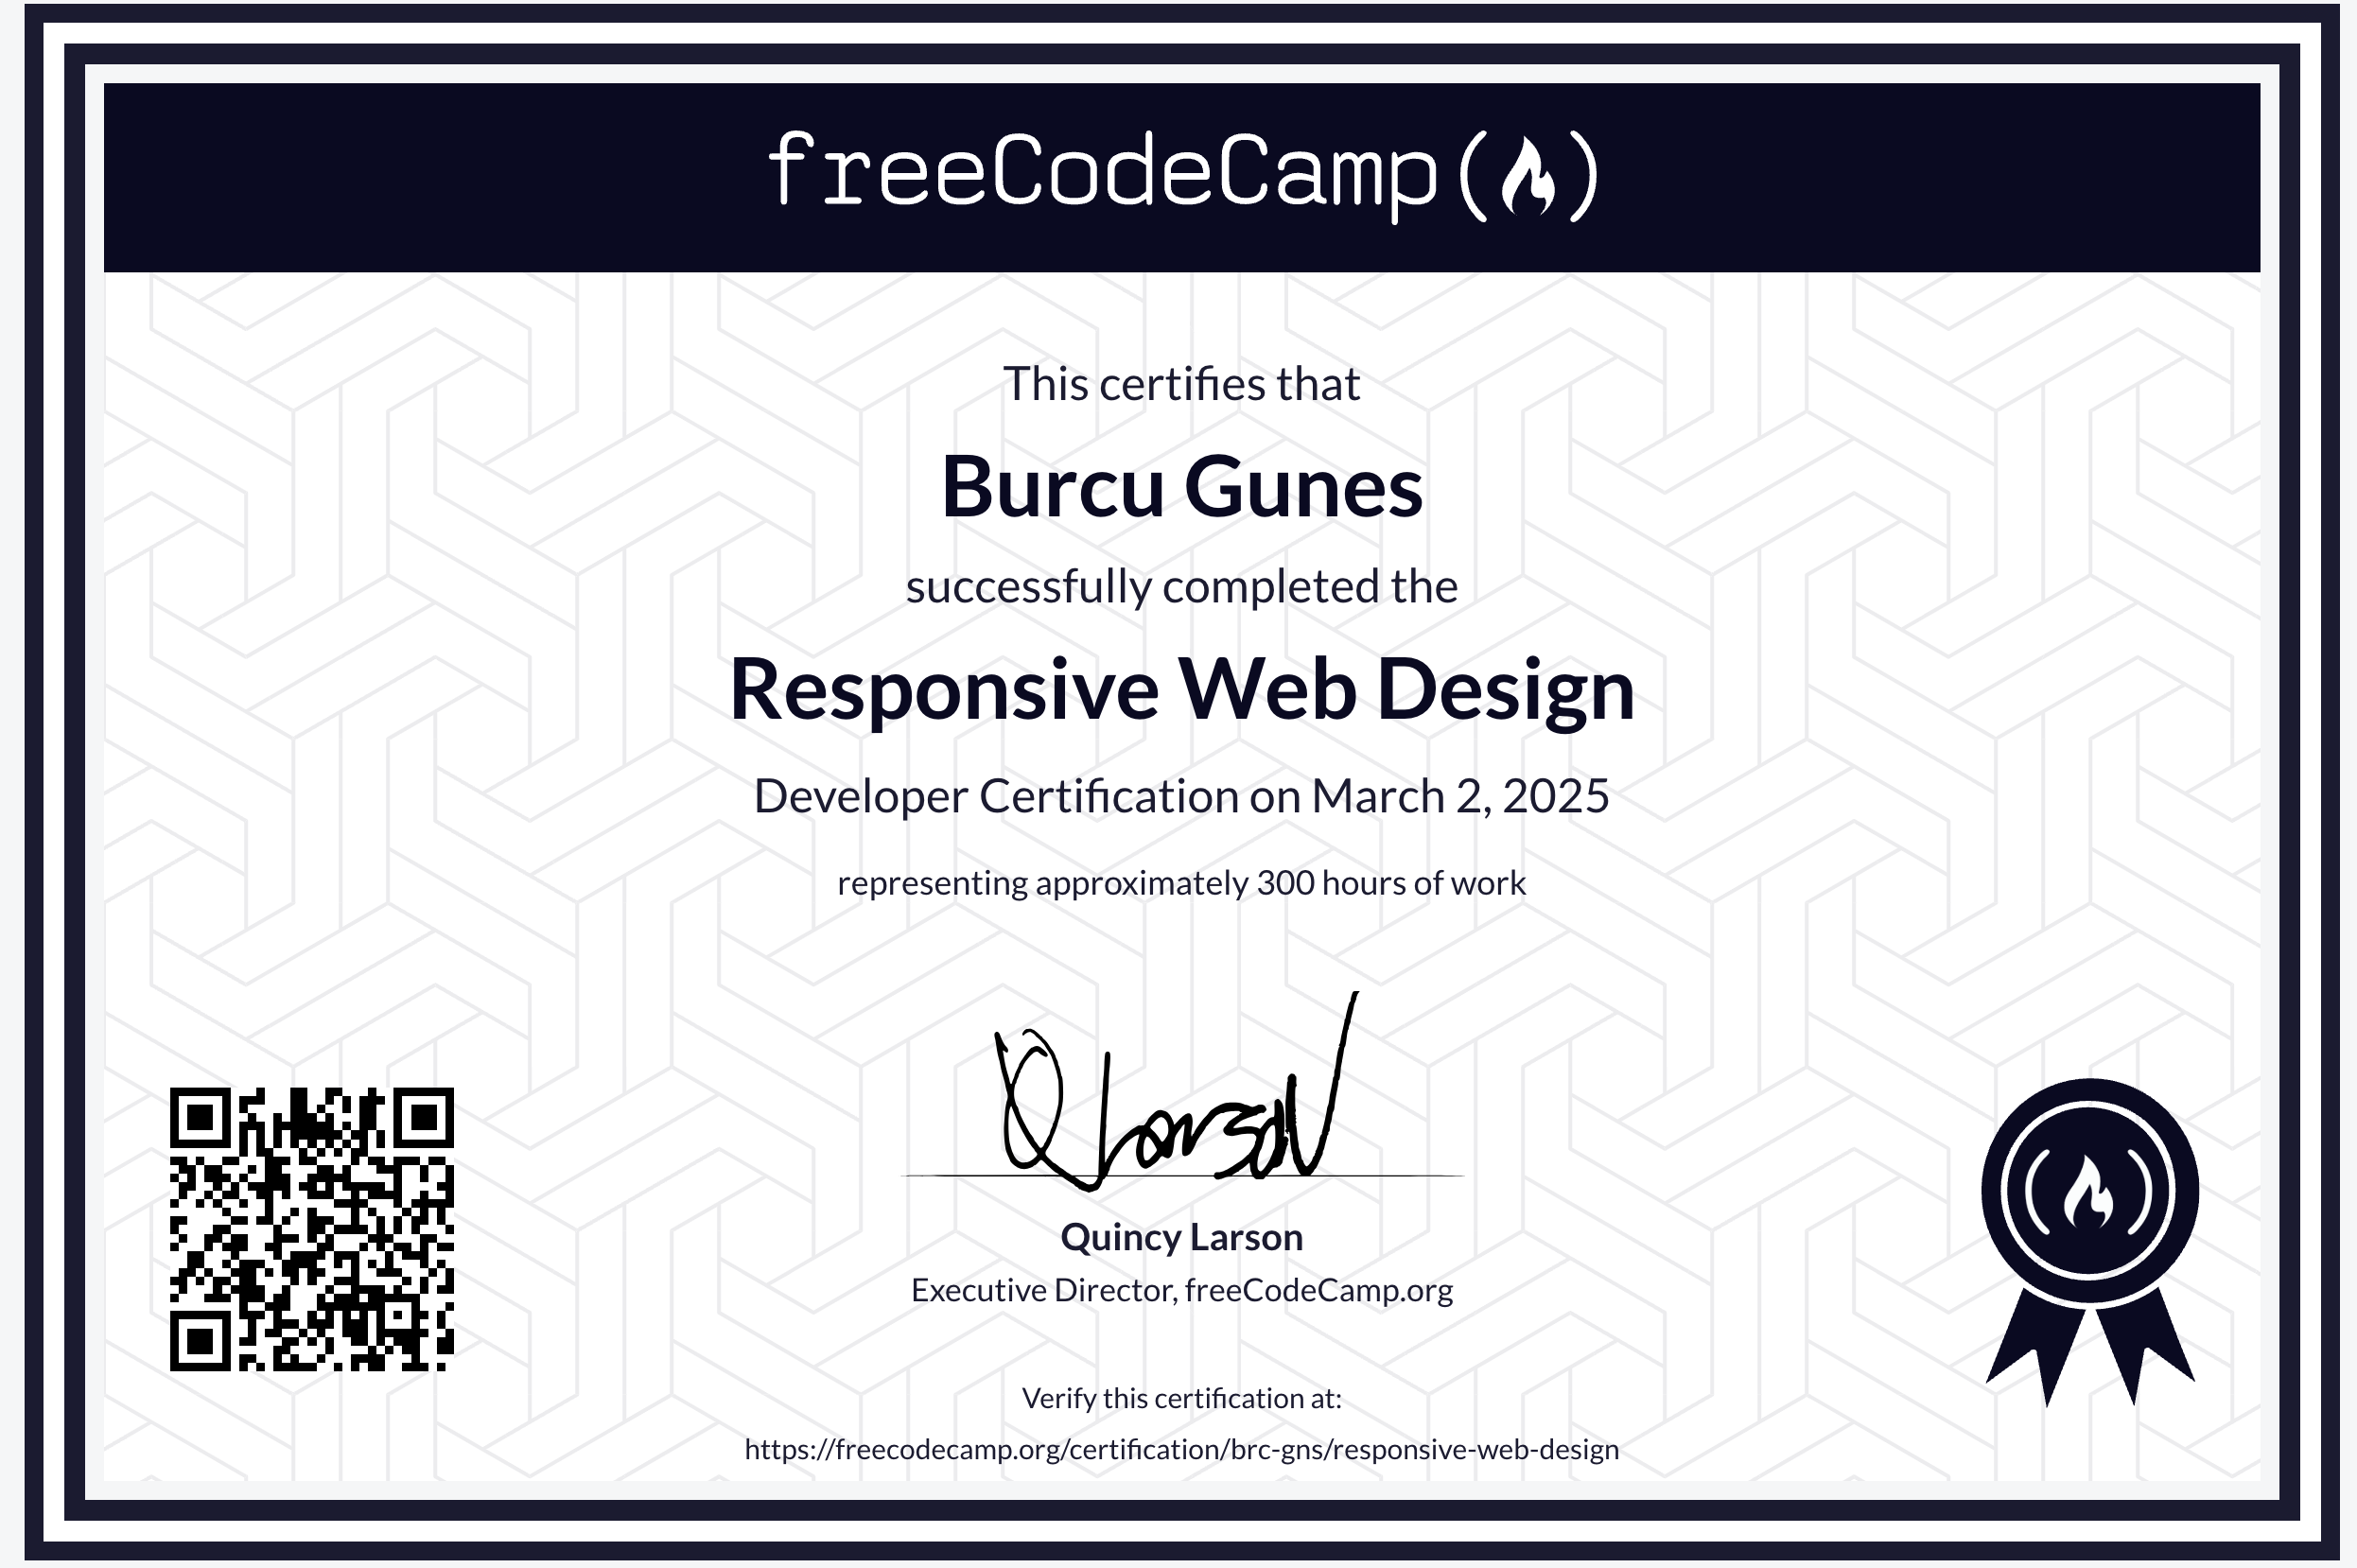 freeCodeCamp
This certifies that
Burcu Gunes
successfully completed the
Responsive Web Design
Developer Certification on March 2, 2025
representing approximately 300 hours of work
Q Larson
Quincy Larson
Executive Director, freeCodeCamp.org
Verify this certification at:
https://freecodecamp.org/certification/brc-gns/responsive-web-design